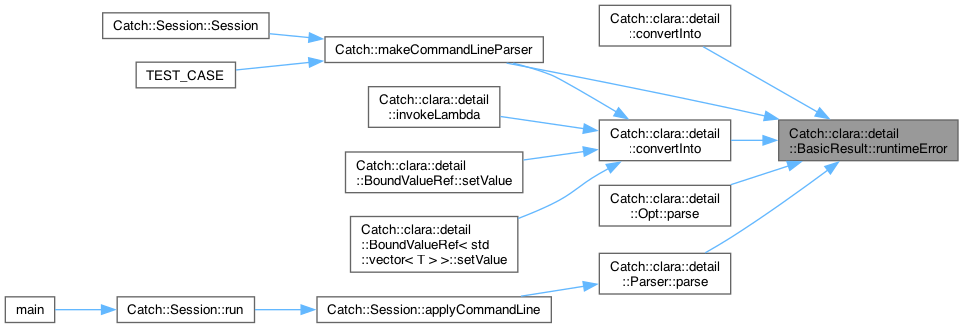 Catch::clara::detail
::convertInto
Catch::Session::Session
Catch::makeCommandLineParser
TEST_CASE
Catch::clara::detail
::invokeLambda
Catch::clara::detail
::convertInto
Catch::clara::detail
::BasicResult::runtimeError
Catch::clara::detail
::BoundValueRef::setValue
Catch::clara::detail
::Opt::parse
Catch::clara::detail
::BoundValueRef< std
::vector< T > >::setValue
Catch::clara::detail
::Parser::parse
main
Catch::Session::run
Catch::Session::applyCommandLine